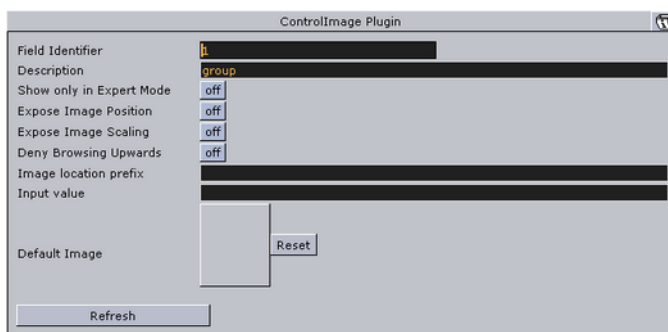 ControlImage Plugin
Field Identifier 1
Description group
Show only in Expert Mode off
Expose Image Position off
Expose Image Scaling off
Deny Browsing Upwards off
Image location prefix
Input value
Default Image Reset
Refresh